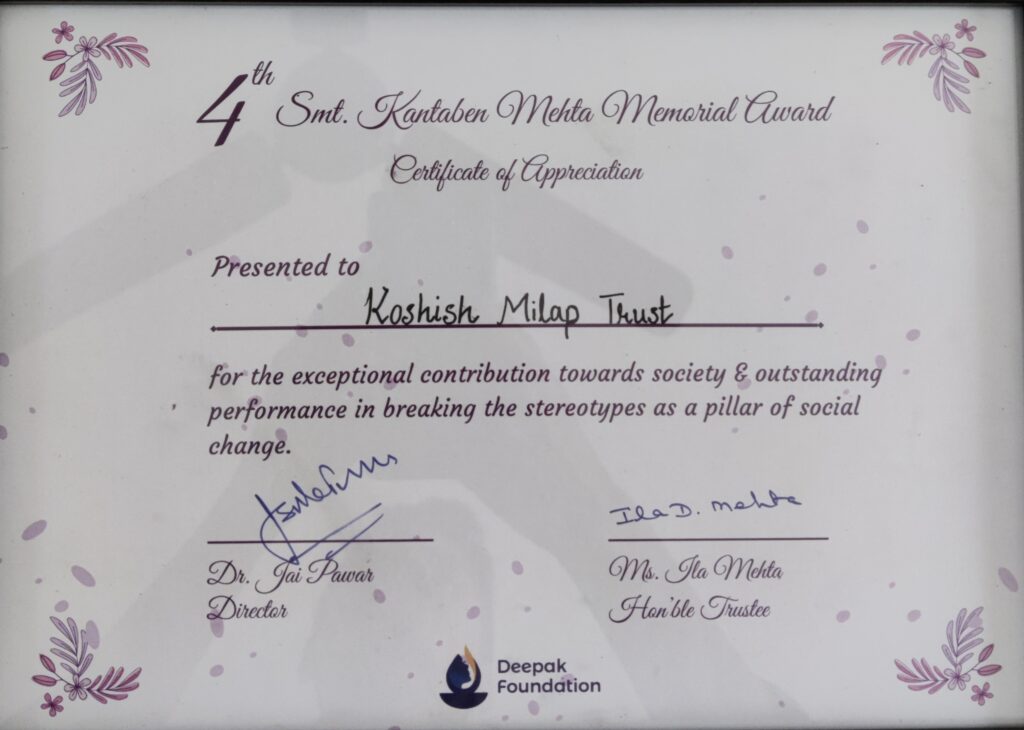 4th Smt. Kantaben Mehta Memorial Award
Certificate of Appreciation
Presented to
Koshish Milap Trust
for the exceptional contribution towards society & outstanding
performance in breaking the stereotypes as a pillar of social
change.
Ila D. Mehta
Dr. Jai Pawar
Director
Ms. Ila Mehta
Hon'ble Trustee
Deepak
Foundation